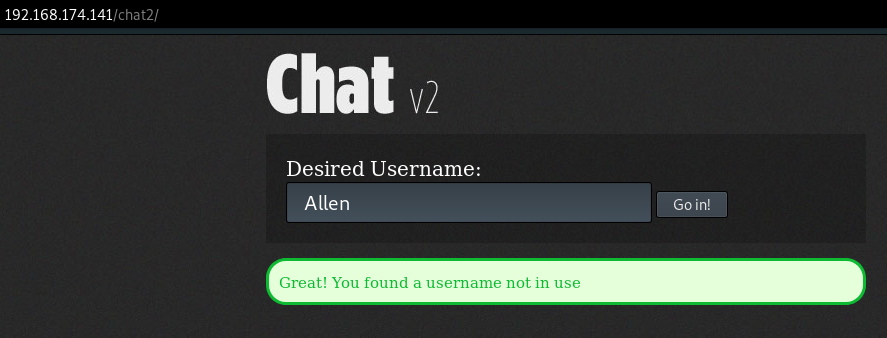 192.168.174.141/chat2/
Chat v2
Desired Username:
Allen
Go in!
Great! You found a username not in use